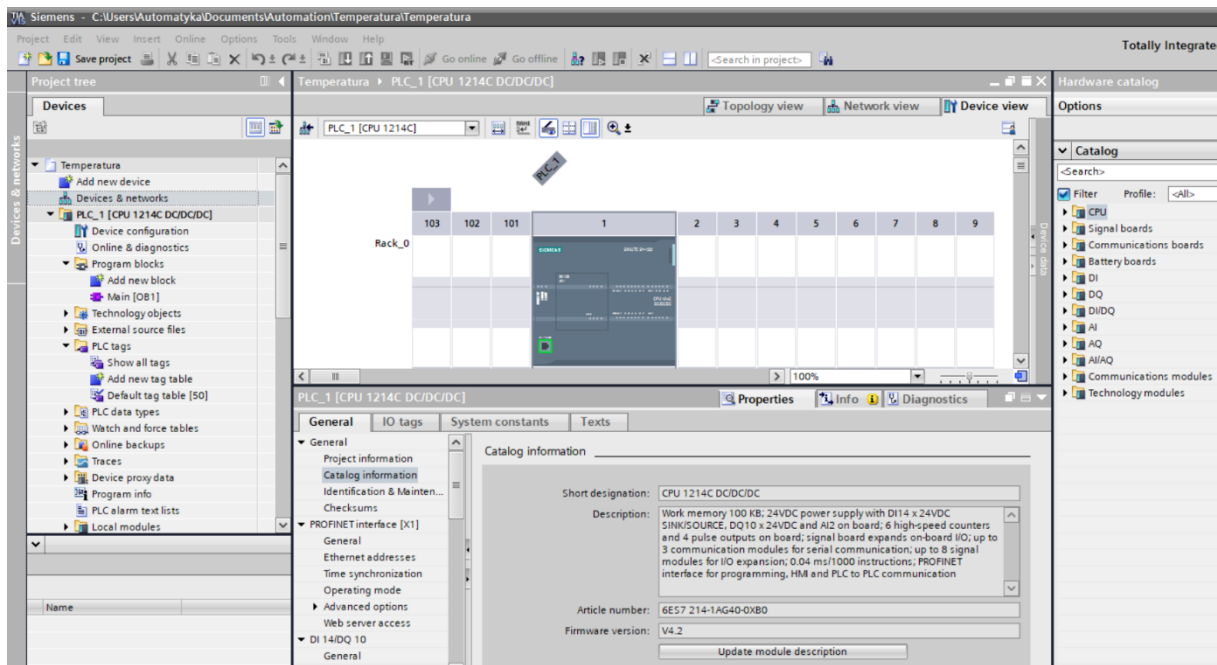 Siemens - C:\Users\Automatyka\Documents\Automation\Temperatura\Temperatura
Project Edit View Insert Online Options Tools Window Help
Totally Integrate
Save project Go online Go offline <Search in project>
Project tree
Devices
Devices & networks
Temperatura
Add new device
Devices & networks
PLC_1 [CPU 1214C DC/DC/DC]
Device configuration
Online & diagnostics
Program blocks
Add new block
Main [OB1]
Technology objects
External source files
PLC tags
Show all tags
Add new tag table
Default tag table [50]
PLC data types
Watch and force tables
Online backups
Traces
Device proxy data
Program info
PLC alarm text lists
Local modules
Name
Temperatura PLC_1 [CPU 1214C DC/DC/DC]
Topology view Network view Device view
PLC_1 [CPU 1214C]
PLC_1
103 102 101 1 2 3 4 5 6 7 8 9
Rack_0
SIEMENS
100%
Device data
PLC_1 [CPU 1214C DC/DC/DC]
Properties Info Diagnostics
General IO tags System constants Texts
General
Project information
Catalog information
Identification & Mainten...
Checksums
PROFINET interface [X1]
General
Ethernet addresses
Time synchronization
Operating mode
Advanced options
Web server access
DI 14/DQ 10
General
Catalog information
Short designation: CPU 1214C DC/DC/DC
Description: Work memory 100 KB; 24VDC power supply with DI14 x 24VDC
SINK/SOURCE, DQ10 x 24VDC and AI2 on board; 6 high-speed counters
and 4 pulse outputs on board; signal board expands on-board I/O; up to
3 communication modules for serial communication; up to 8 signal
modules for I/O expansion; 0.04 ms/1000 instructions; PROFINET
interface for programming, HMI and PLC to PLC communication
Article number: 6ES7 214-1AG40-0XB0
Firmware version: V4.2
Update module description
Hardware catalog
Options
Catalog
<Search>
Filter Profile: <All>
CPU
Signal boards
Communications boards
Battery boards
DI
DQ
DI/DQ
AI
AQ
AI/AQ
Communications modules
Technology modules